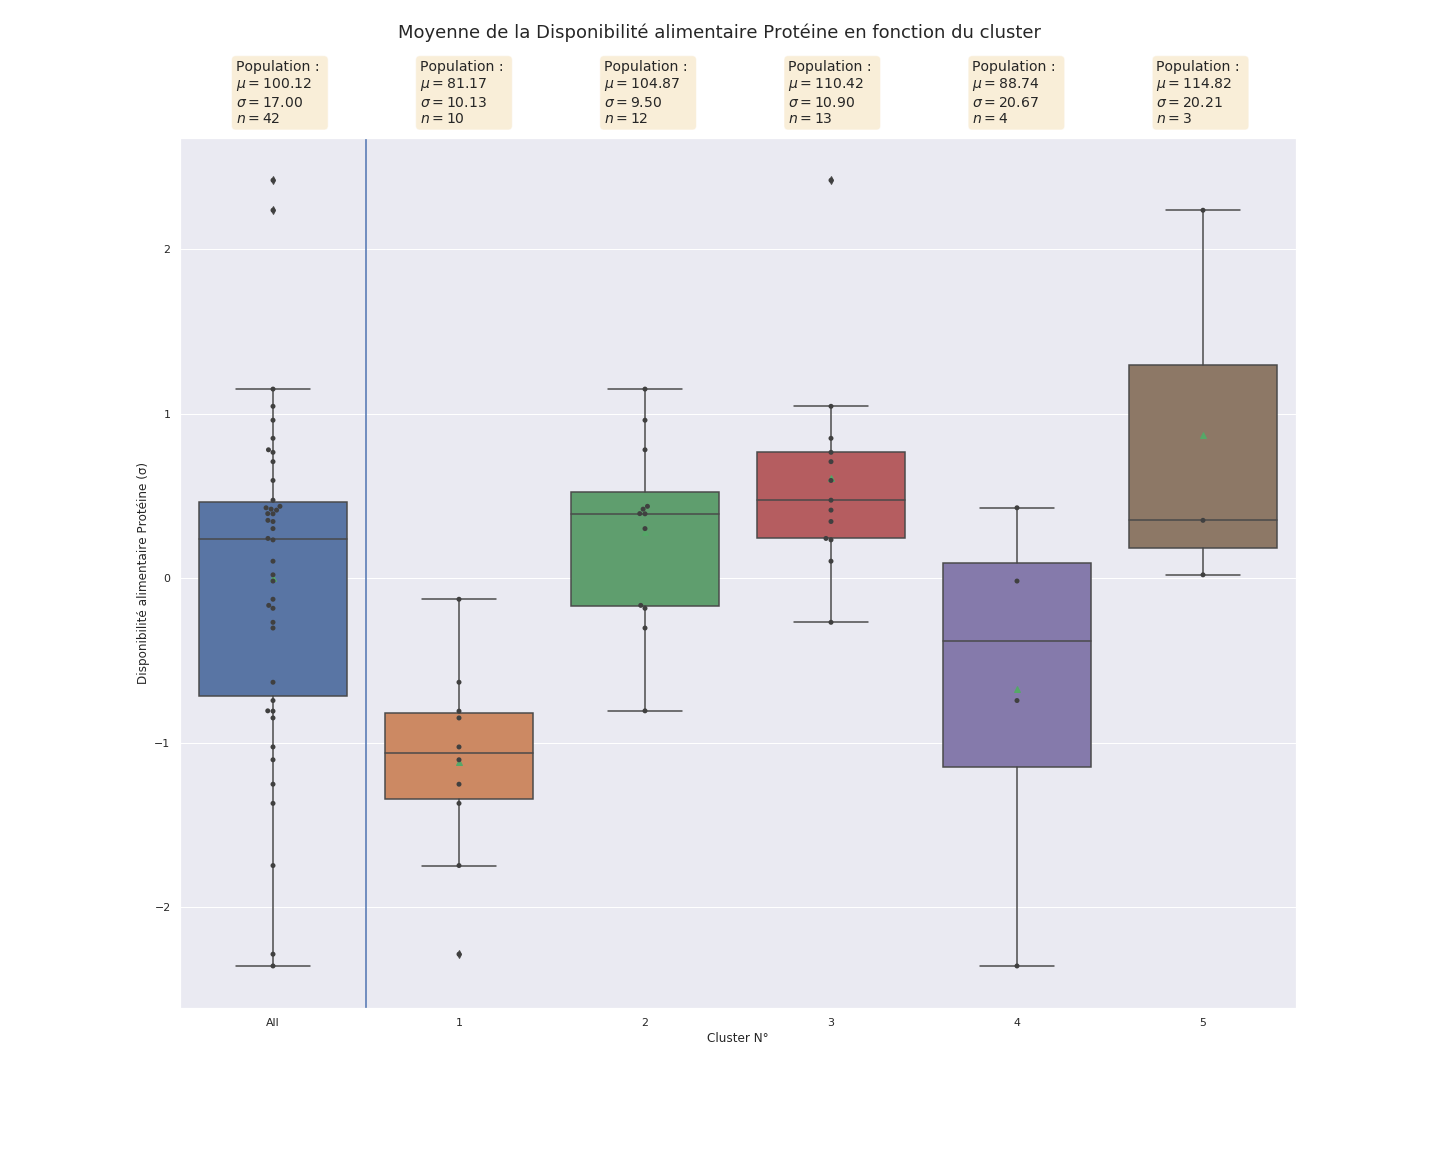 Moyenne de la Disponibilité alimentaire Protéine en fonction du cluster
Population :
μ = 100.12
σ = 17.00
n = 42
Population :
μ = 81.17
σ = 10.13
n = 10
Population :
μ = 104.87
σ = 9.50
n = 12
Population :
μ = 110.42
σ = 10.90
n = 13
Population :
μ = 88.74
σ = 20.67
n = 4
Population :
μ = 114.82
σ = 20.21
n = 3
Disponibilité alimentaire Protéine (σ)
2
1
0
−1
−2
All
1
2
3
4
5
Cluster N°